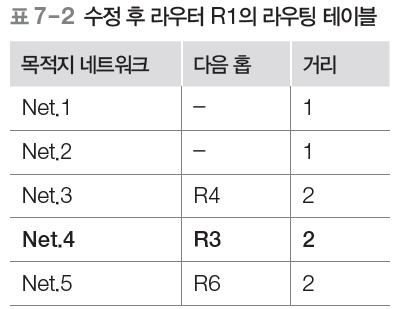 표 7-2 수정 후 라우터 R1의 라우팅 테이블
목적지 네트워크 다음 홉 거리
Net.1 – 1
Net.2 – 1
Net.3 R4 2
Net.4 R3 2
Net.5 R6 2